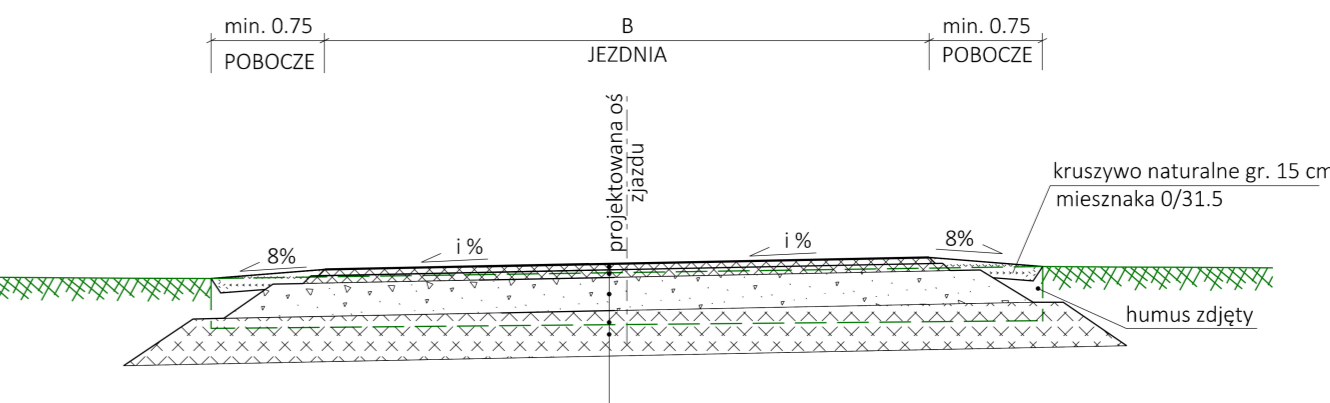 min. 0.75
B
min. 0.75
POBOCZE
JEZDNIA
POBOCZE
projektowana oś
zjazdu
kruszywo naturalne gr. 15 cm
miesznaka 0/31.5
8%
i %
i %
8%
humus zdjęty